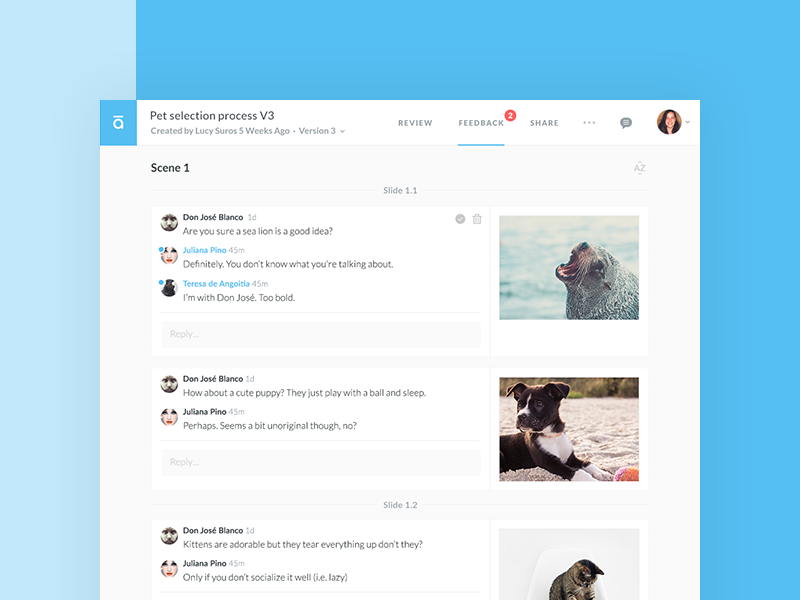 ā
Pet selection process V3
Created by Lucy Suros 5 Weeks Ago · Version 3
REVIEW
FEEDBACK
2
SHARE
Scene 1
AZ
Slide 1.1
Don José Blanco 1d
Are you sure a sea lion is a good idea?
Juliana Pino 45m
Definitely. You don't know what you're talking about.
Teresa de Angoitia 45m
I'm with Don José. Too bold.
Reply...
Don José Blanco 1d
How about a cute puppy? They just play with a ball and sleep.
Juliana Pino 45m
Perhaps. Seems a bit unoriginal though, no?
Reply...
Slide 1.2
Don José Blanco 1d
Kittens are adorable but they tear everything up don't they?
Juliana Pino 45m
Only if you don't socialize it well (i.e. lazy)